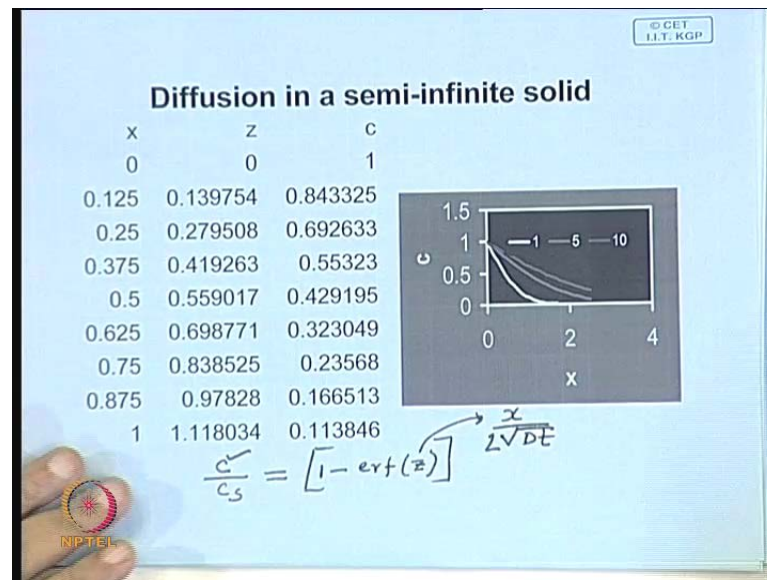 © CET
I.I.T. KGP
Diffusion in a semi-infinite solid
x z c
0 0 1
0.125 0.139754 0.843325
0.25 0.279508 0.692633
0.375 0.419263 0.55323
0.5 0.559017 0.429195
0.625 0.698771 0.323049
0.75 0.838525 0.23568
0.875 0.97828 0.166513
1 1.118034 0.113846
1.5
1
0.5
0
c
1 5 10
0 2 4
x
c/c_s = [1 - erf(z)]
x/2√Dt
NPTEL